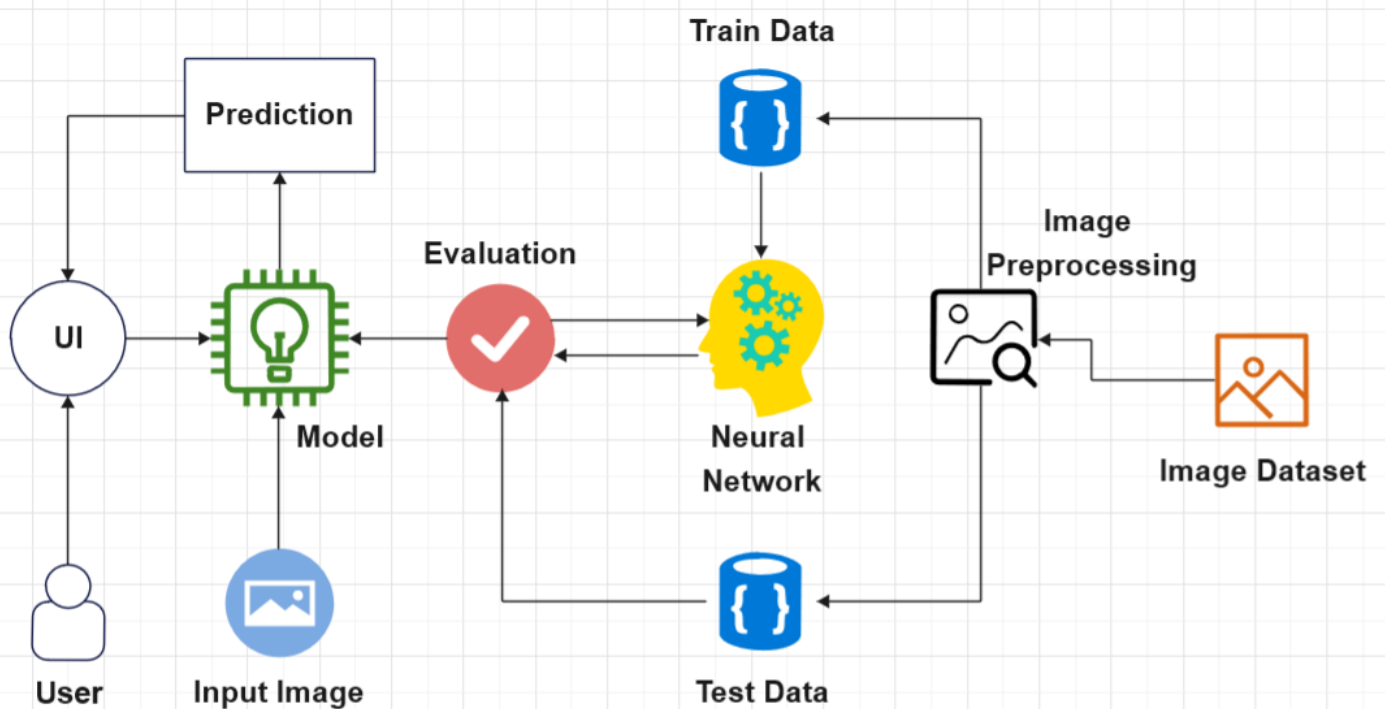 Train Data
Prediction
Image
Preprocessing
Evaluation
UI
Model
Neural
Network
Image Dataset
User
Input Image
Test Data